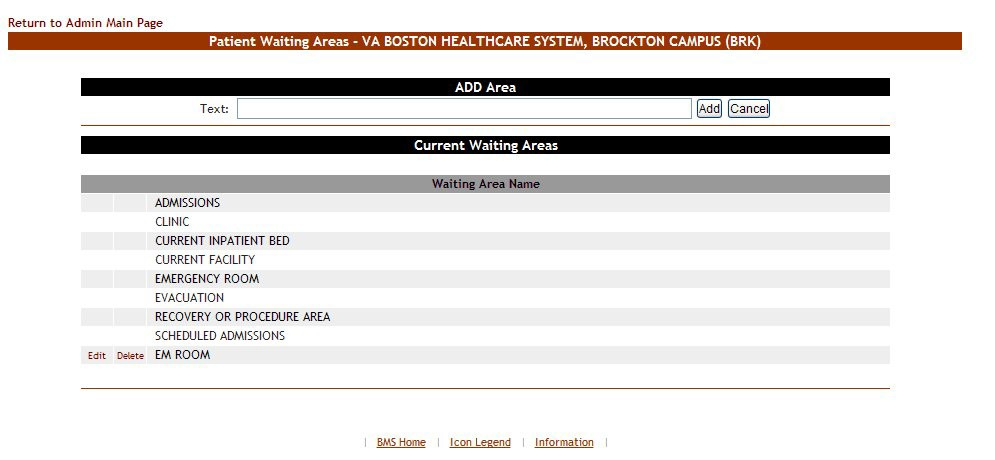 Return to Admin Main Page
Patient Waiting Areas - VA BOSTON HEALTHCARE SYSTEM, BROCKTON CAMPUS (BRK)
ADD Area
Text: Add Cancel
Current Waiting Areas
Waiting Area Name
ADMISSIONS
CLINIC
CURRENT INPATIENT BED
CURRENT FACILITY
EMERGENCY ROOM
EVACUATION
RECOVERY OR PROCEDURE AREA
SCHEDULED ADMISSIONS
Edit Delete EM ROOM
| BMS Home | Icon Legend | Information |